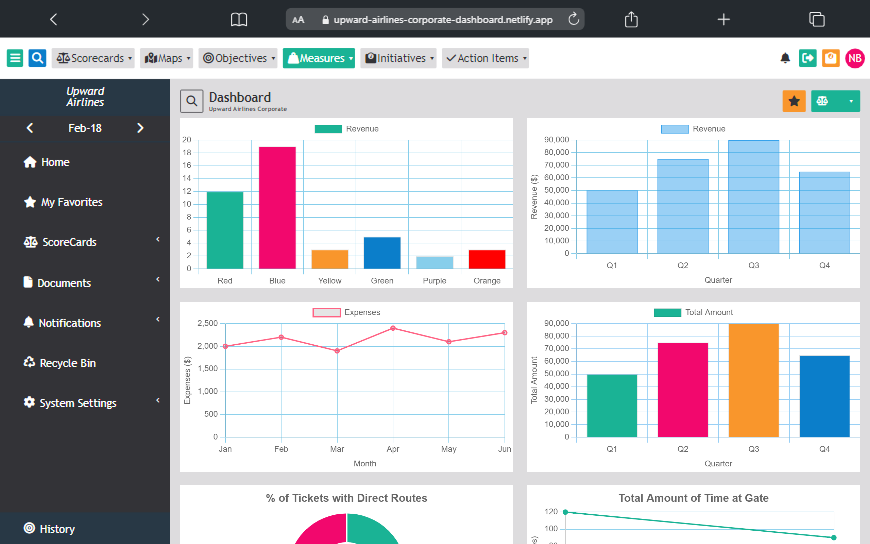 AA upward-airlines-corporate-dashboard.netlify.app
Scorecards Maps Objectives Measures Initiatives Action Items NB
Upward
Airlines
Feb-18
Home
My Favorites
ScoreCards
Documents
Notifications
Recycle Bin
System Settings
History
Dashboard
Upward Airlines Corporate
Revenue
20
18
16
14
12
10
8
6
4
2
0
Red Blue Yellow Green Purple Orange
Revenue
Revenue ($)
90,000
80,000
70,000
60,000
50,000
40,000
30,000
20,000
10,000
0
Q1 Q2 Q3 Q4
Quarter
Expenses
Expenses ($)
2,500
2,000
1,500
1,000
500
0
Jan Feb Mar Apr May Jun
Month
Total Amount
Total Amount
90,000
80,000
70,000
60,000
50,000
40,000
30,000
20,000
10,000
0
Q1 Q2 Q3 Q4
Quarter
% of Tickets with Direct Routes
Total Amount of Time at Gate
120
100